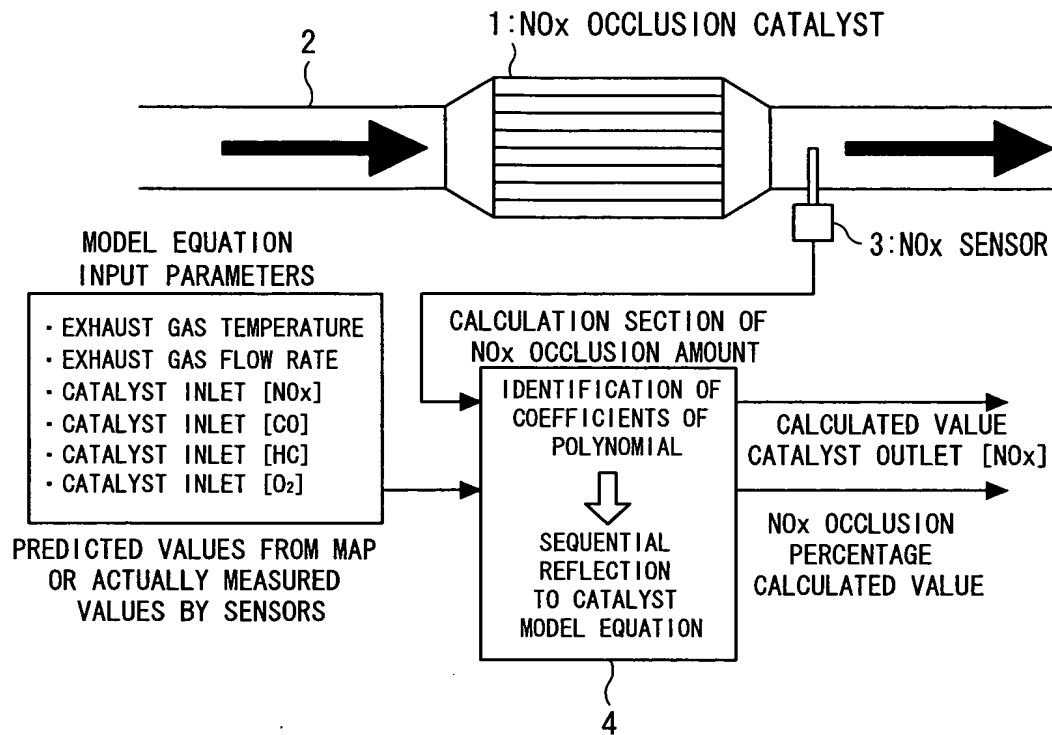 1:NOx OCCLUSION CATALYST
2
3:NOx SENSOR
MODEL EQUATION
INPUT PARAMETERS
・EXHAUST GAS TEMPERATURE
・EXHAUST GAS FLOW RATE
・CATALYST INLET [NOx]
・CATALYST INLET [CO]
・CATALYST INLET [HC]
・CATALYST INLET [O₂]
PREDICTED VALUES FROM MAP
OR ACTUALLY MEASURED
VALUES BY SENSORS
CALCULATION SECTION OF
NOx OCCLUSION AMOUNT
IDENTIFICATION OF
COEFFICIENTS OF
POLYNOMIAL
SEQUENTIAL
REFLECTION
TO CATALYST
MODEL EQUATION
4
CALCULATED VALUE
CATALYST OUTLET [NOx]
NOx OCCLUSION
PERCENTAGE
CALCULATED VALUE